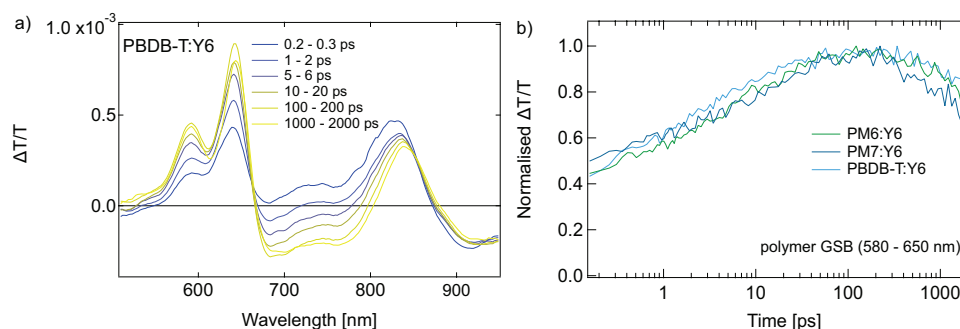 a)
1.0 x10⁻³
PBDB-T:Y6
0.2 - 0.3 ps
1 - 2 ps
5 - 6 ps
10 - 20 ps
100 - 200 ps
1000 - 2000 ps
ΔT/T
0.5
0.0
600 700 800 900
Wavelength [nm]
b)
Normalised ΔT/T
1.0
0.8
0.6
0.4
0.2
0.0
PM6:Y6
PM7:Y6
PBDB-T:Y6
polymer GSB (580 - 650 nm)
1 10 100 1000
Time [ps]